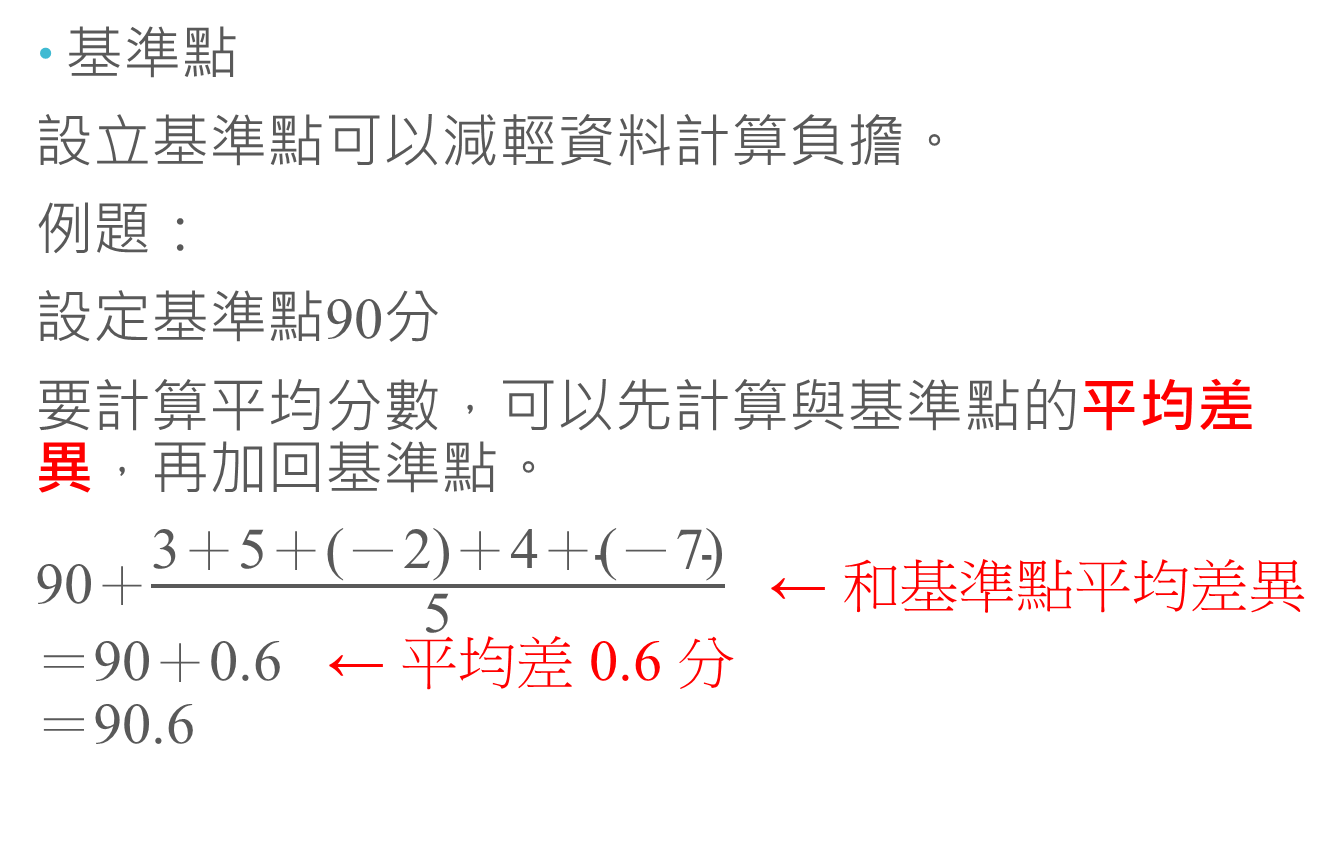 • 基準點
設立基準點可以減輕資料計算負擔。
例題：
設定基準點90分
要計算平均分數，可以先計算與基準點的平均差
異，再加回基準點。
90＋ 3＋5＋(－2)＋4＋(－7) ← 和基準點平均差異
5
＝90＋0.6 ← 平均差 0.6 分
＝90.6